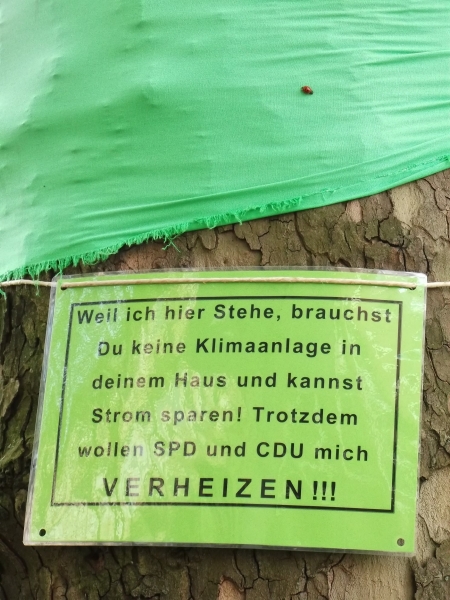 Weil ich hier Stehe, brauchst
Du keine Klimaanlage in
deinem Haus und kannst
Strom sparen! Trotzdem
wollen SPD und CDU mich
VERHEIZEN!!!